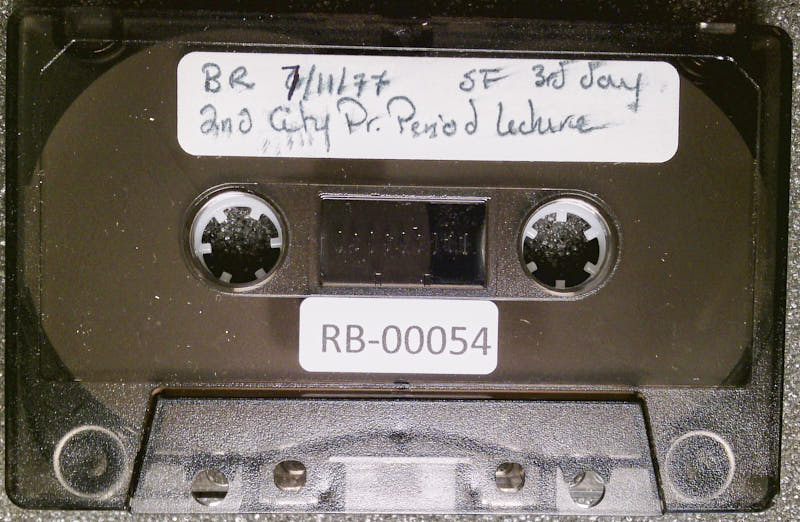 BR 7/11/77 SF 3rd day
2nd City Pr. Period Lecture
RB-00054